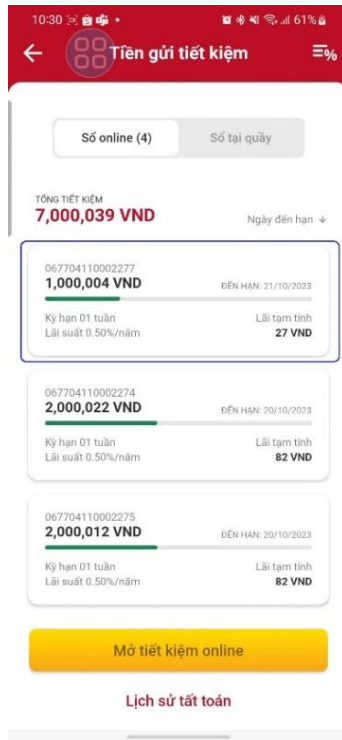 10:30
61%
Tiền gửi tiết kiệm
%
Sổ online (4)
Sổ tại quầy
TỔNG TIẾT KIỆM
7,000,039 VND
Ngày đến hạn ↓
067704110002277
1,000,004 VND
ĐẾN HẠN: 21/10/2023
Kỳ hạn 01 tuần
Lãi tạm tính
Lãi suất 0.50%/năm
27 VND
067704110002274
2,000,022 VND
ĐẾN HẠN: 20/10/2023
Kỳ hạn 01 tuần
Lãi tạm tính
Lãi suất 0.50%/năm
82 VND
067704110002275
2,000,012 VND
ĐẾN HẠN: 20/10/2023
Kỳ hạn 01 tuần
Lãi tạm tính
Lãi suất 0.50%/năm
82 VND
Mở tiết kiệm online
Lịch sử tất toán